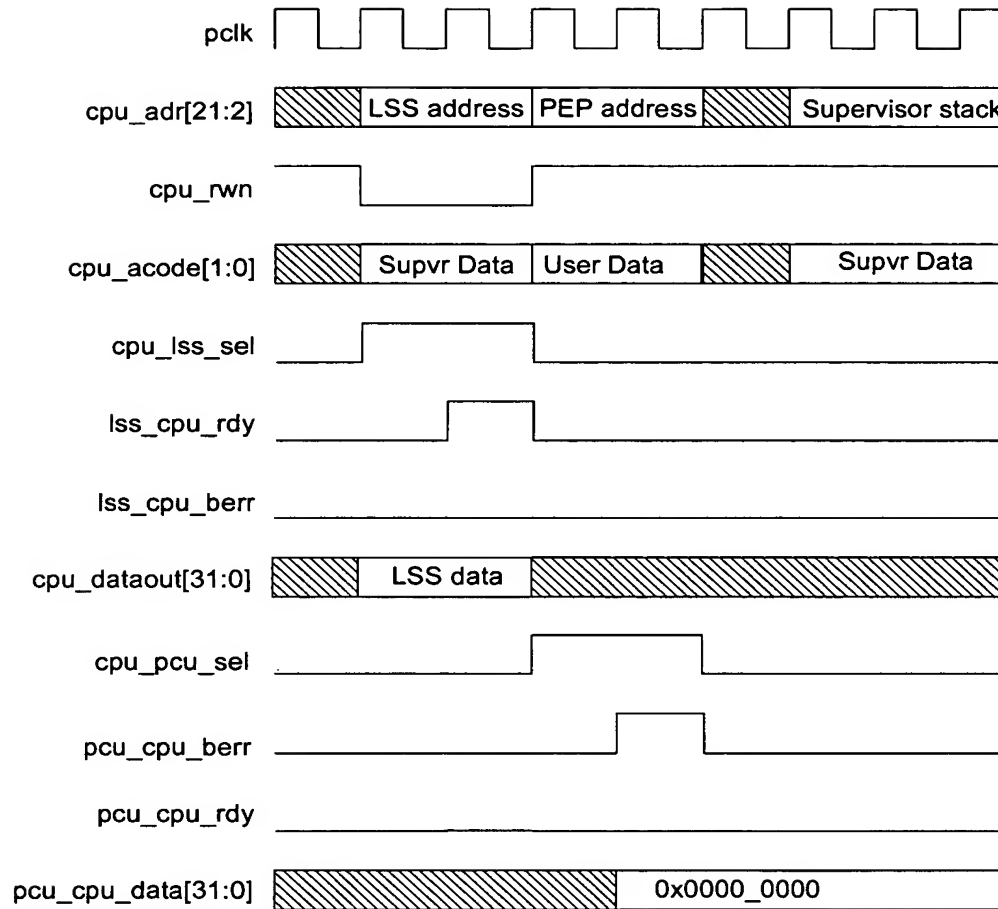 pclk
cpu_adr[21:2] LSS address PEP address Supervisor stack
cpu_rwn
cpu_acode[1:0] Supvr Data User Data Supvr Data
cpu_lss_sel
lss_cpu_rdy
lss_cpu_berr
cpu_dataout[31:0] LSS data
cpu_pcu_sel
pcu_cpu_berr
pcu_cpu_rdy
pcu_cpu_data[31:0] 0x0000_0000